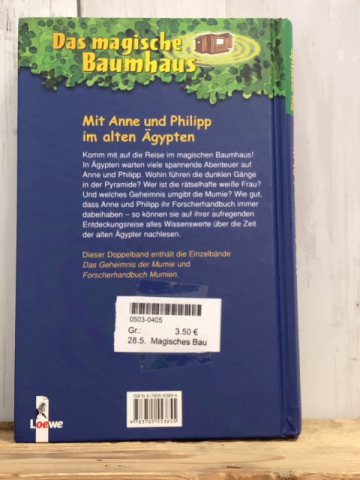 Das magische
Baumhaus
Mit Anne und Philipp
im alten Ägypten
Komm mit auf die Reise im magischen Baumhaus!
In Ägypten warten viele spannende Abenteuer auf
Anne und Philipp. Wohin führen die dunklen Gänge
in der Pyramide? Wer ist die rätselhafte weiße Frau?
Und welches Geheimnis umgibt die Mumie? Wie gut,
dass Anne und Philipp ihr Forscherhandbuch immer
dabeihaben – so können sie auf ihrer aufregenden
Entdeckungsreise alles Wissenswerte über die Zeit
der alten Ägypter nachlesen.
Dieser Doppelband enthält die Einzelbände
Das Geheimnis der Mumie und
Forscherhandbuch Mumien.
0503-0405
Gr.: 3.50 €
28.5. Magisches Bau
Loewe